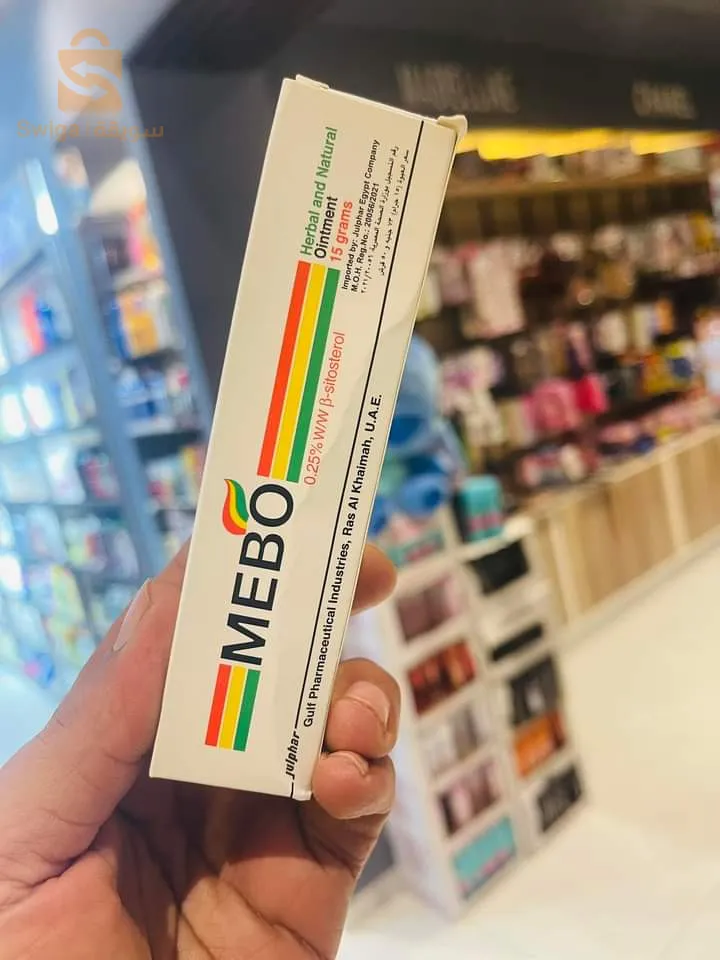 MEBO
0.25% W/W β-sitosterol
Herbal and Natural
Ointment
15 grams
Imported by: Julphar Egypt Company
M.O.H. Reg.No.: 20056/2021
julphar Gulf Pharmaceutical Industries, Ras Al Khaimah, U.A.E.